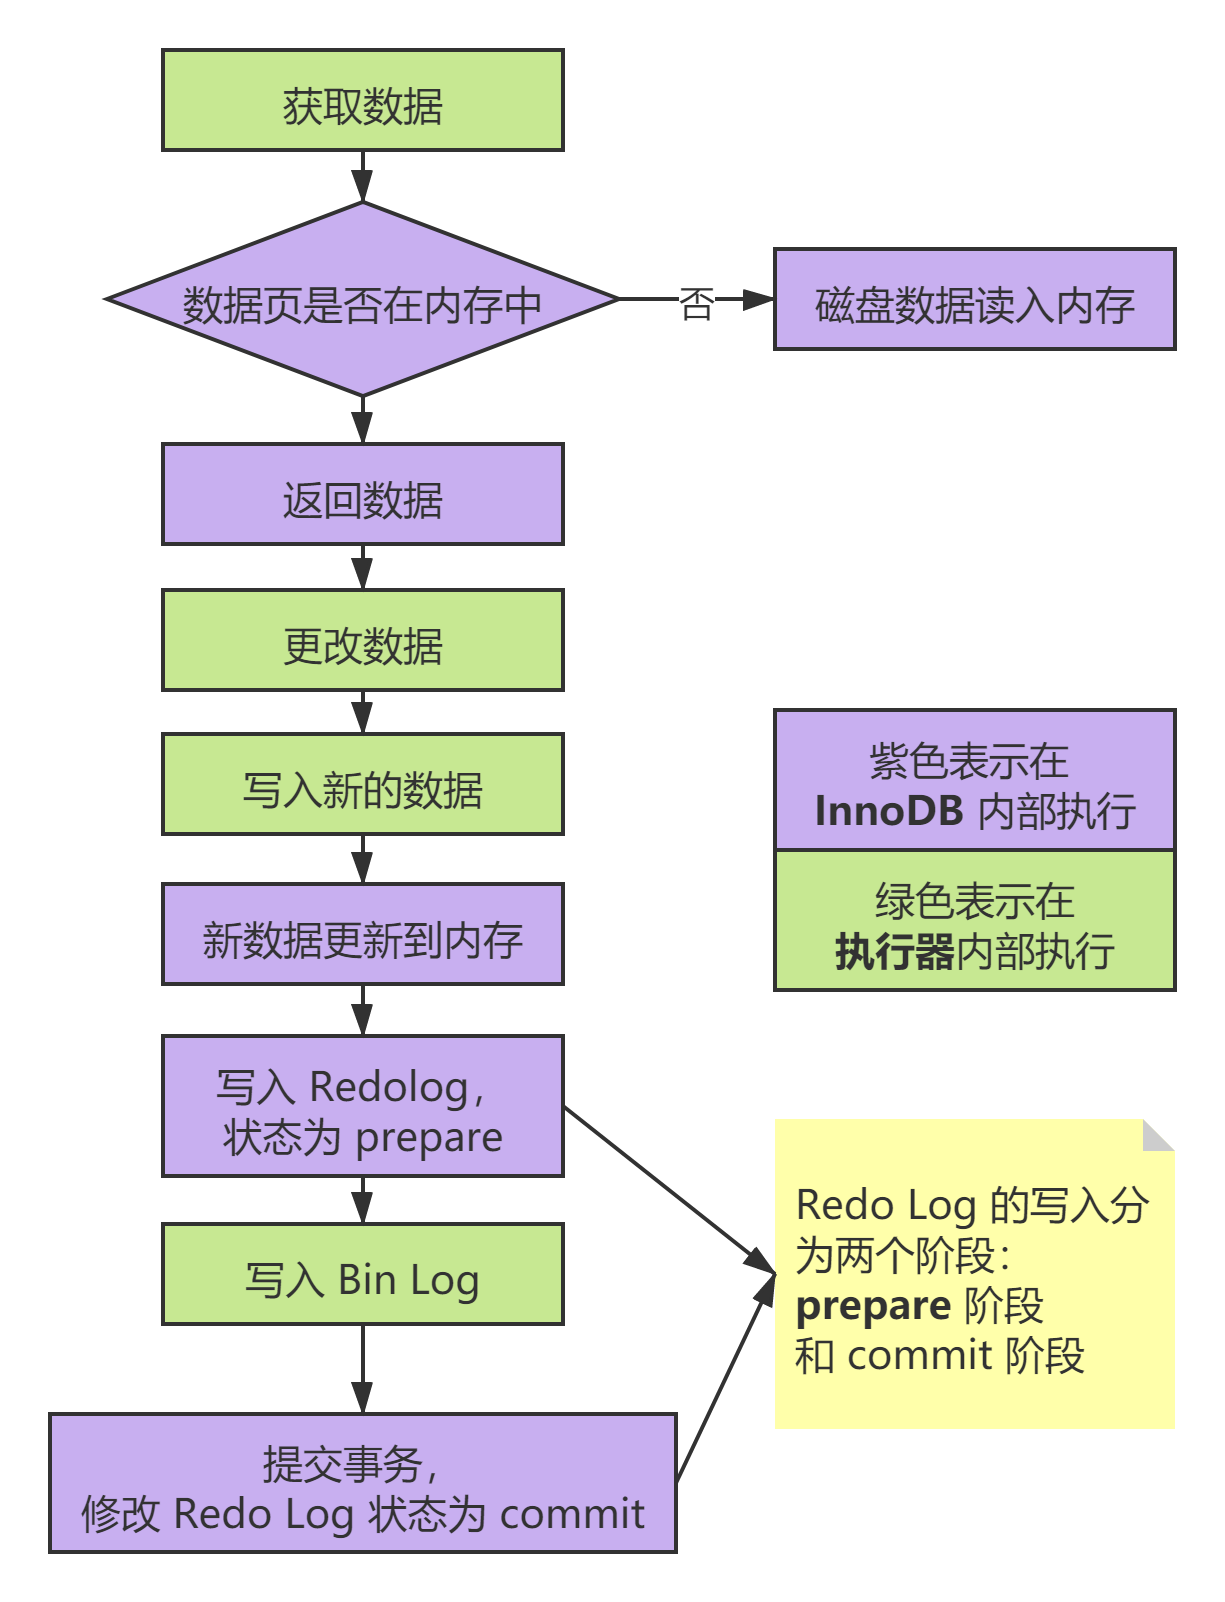 获取数据
数据页是否在内存中
否
磁盘数据读入内存
返回数据
更改数据
写入新的数据
新数据更新到内存
写入 Redolog，
状态为 prepare
写入 Bin Log
提交事务，
修改 Redo Log 状态为 commit
紫色表示在
InnoDB 内部执行
绿色表示在
执行器内部执行
Redo Log 的写入分
为两个阶段：
prepare 阶段
和 commit 阶段